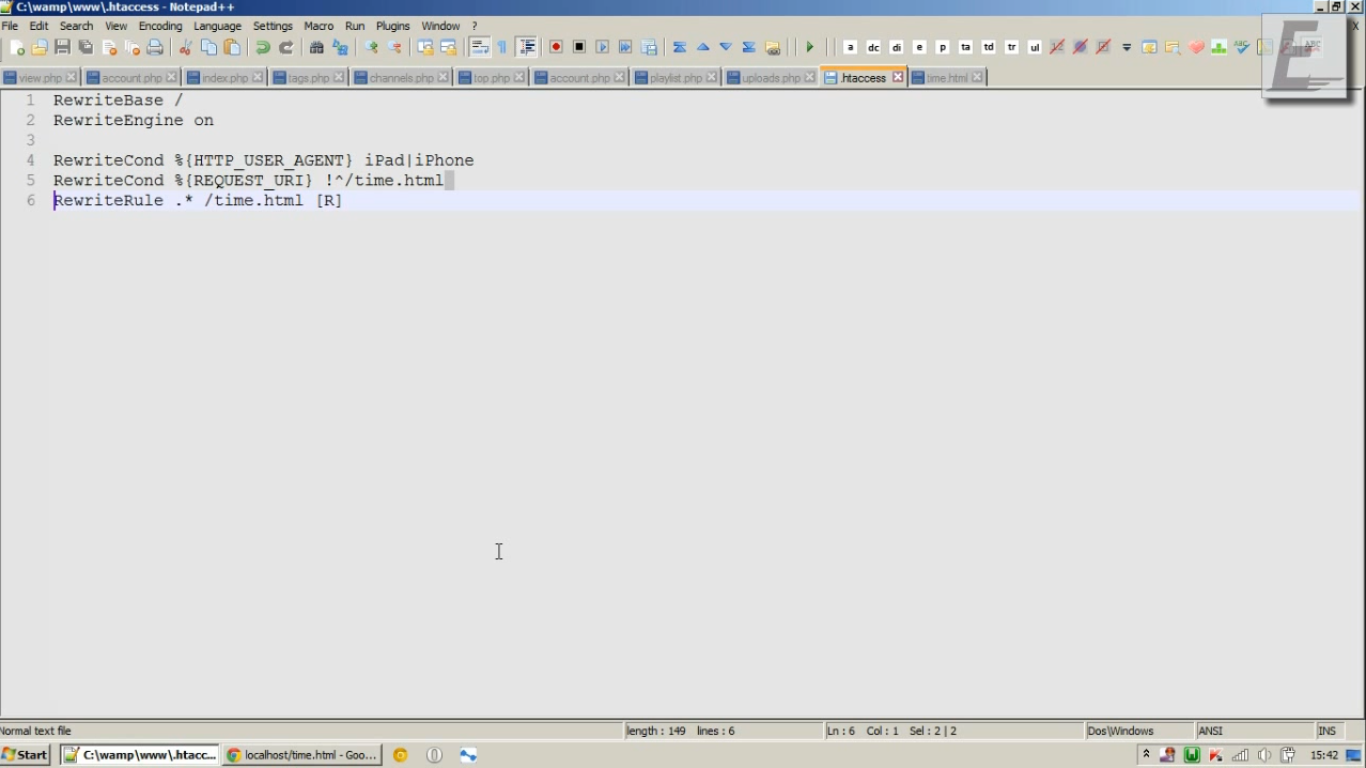 C:\wamp\www\.htaccess - Notepad++
File Edit Search View Encoding Language Settings Macro Run Plugins Window ?
a dc di e p ta td tr ul
view.php account.php index.php tags.php channels.php top.php account.php playlist.php uploads.php .htaccess time.html
1 RewriteBase /
2 RewriteEngine on
3
4 RewriteCond %{HTTP_USER_AGENT} iPad|iPhone
5 RewriteCond %{REQUEST_URI} !^/time.html
6 RewriteRule .* /time.html [R]
Normal text file length : 149 lines : 6 Ln : 6 Col : 1 Sel : 2 | 2 Dos\Windows ANSI INS
Start C:\wamp\www\.htacc... localhost/time.html - Goo... 15:42